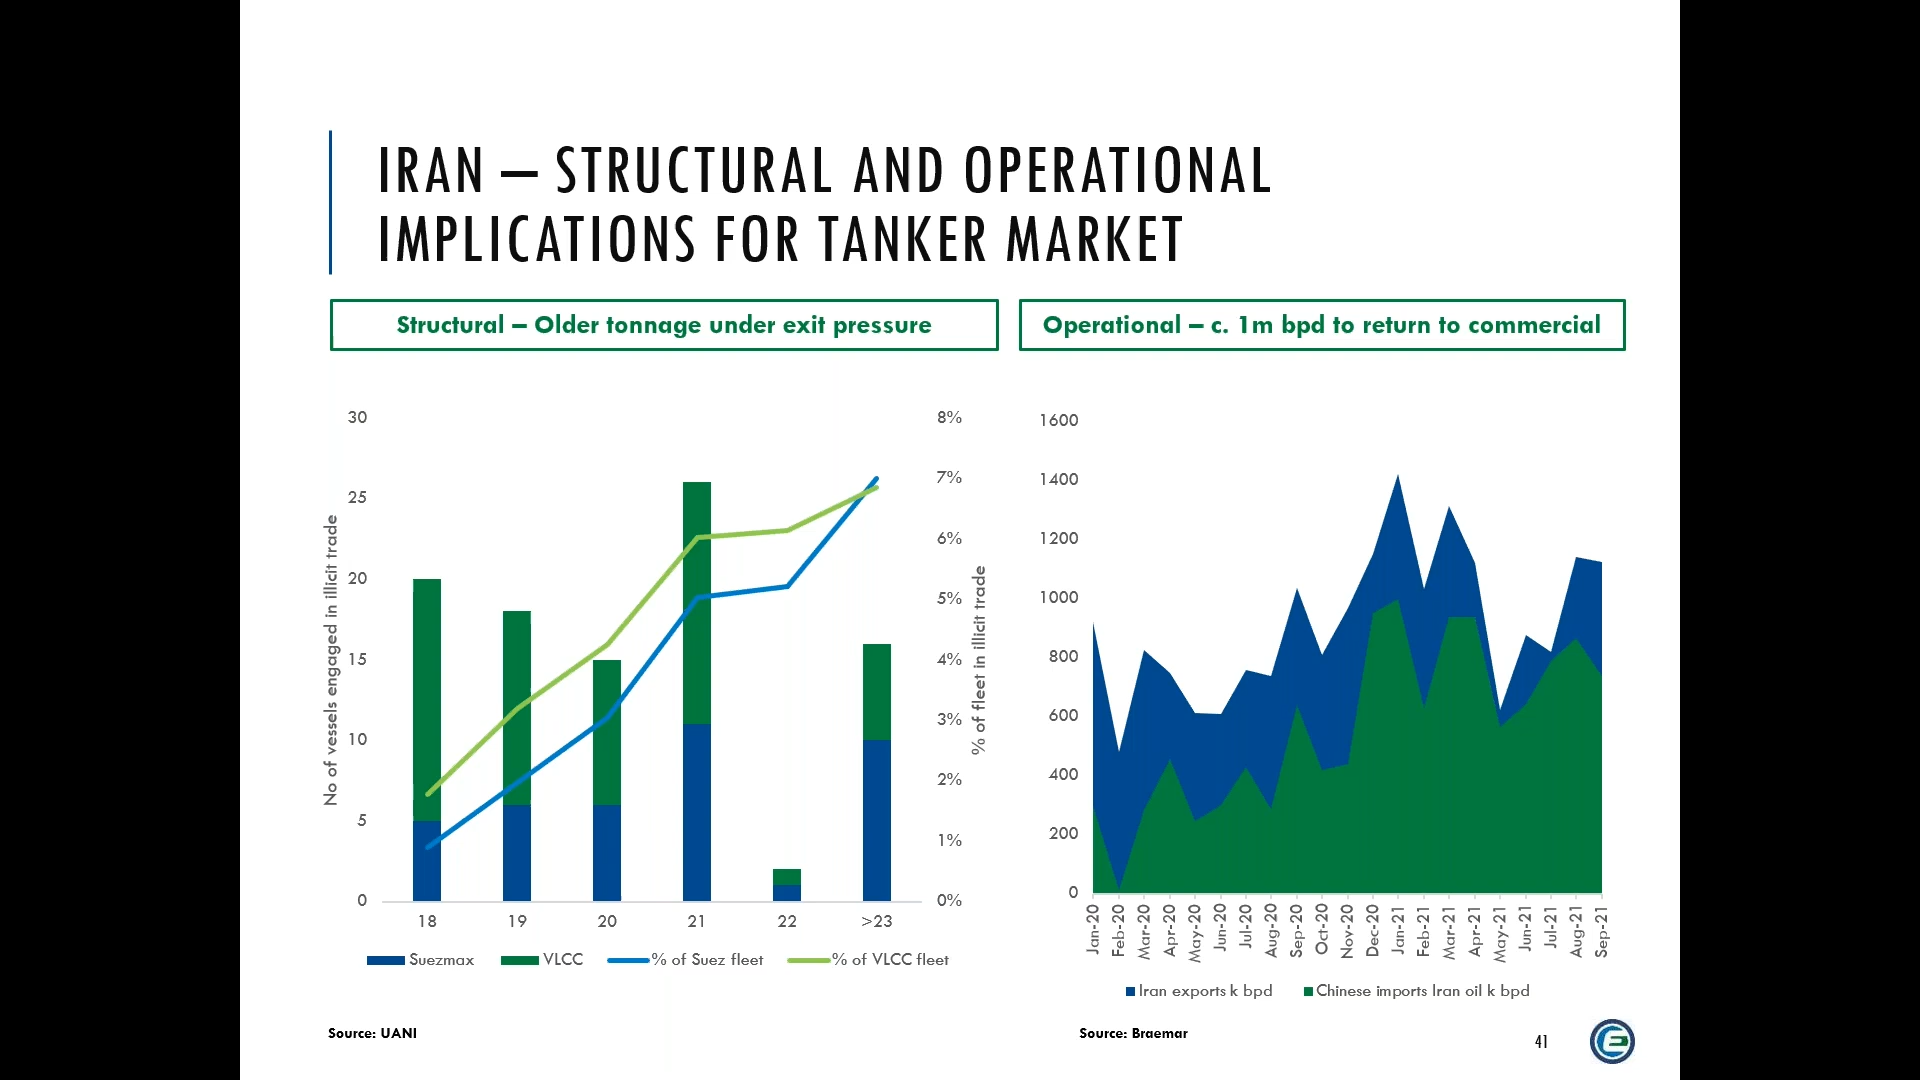 IRAN – STRUCTURAL AND OPERATIONAL
IMPLICATIONS FOR TANKER MARKET
Structural – Older tonnage under exit pressure
No of vessels engaged in illicit trade
30
25
20
15
10
5
0
8%
7%
6%
5%
4%
3%
2%
1%
0%
% of fleet in illicit trade
18
19
20
21
22
>23
Suezmax
VLCC
% of Suez fleet
% of VLCC fleet
Source: UANI
Operational – c. 1m bpd to return to commercial
1600
1400
1200
1000
800
600
400
200
0
Jan-20
Feb-20
Mar-20
Apr-20
May-20
Jun-20
Jul-20
Aug-20
Sep-20
Oct-20
Nov-20
Dec-20
Jan-21
Feb-21
Mar-21
Apr-21
May-21
Jun-21
Jul-21
Aug-21
Sep-21
Iran exports k bpd
Chinese imports Iran oil k bpd
Source: Braemar
41
E